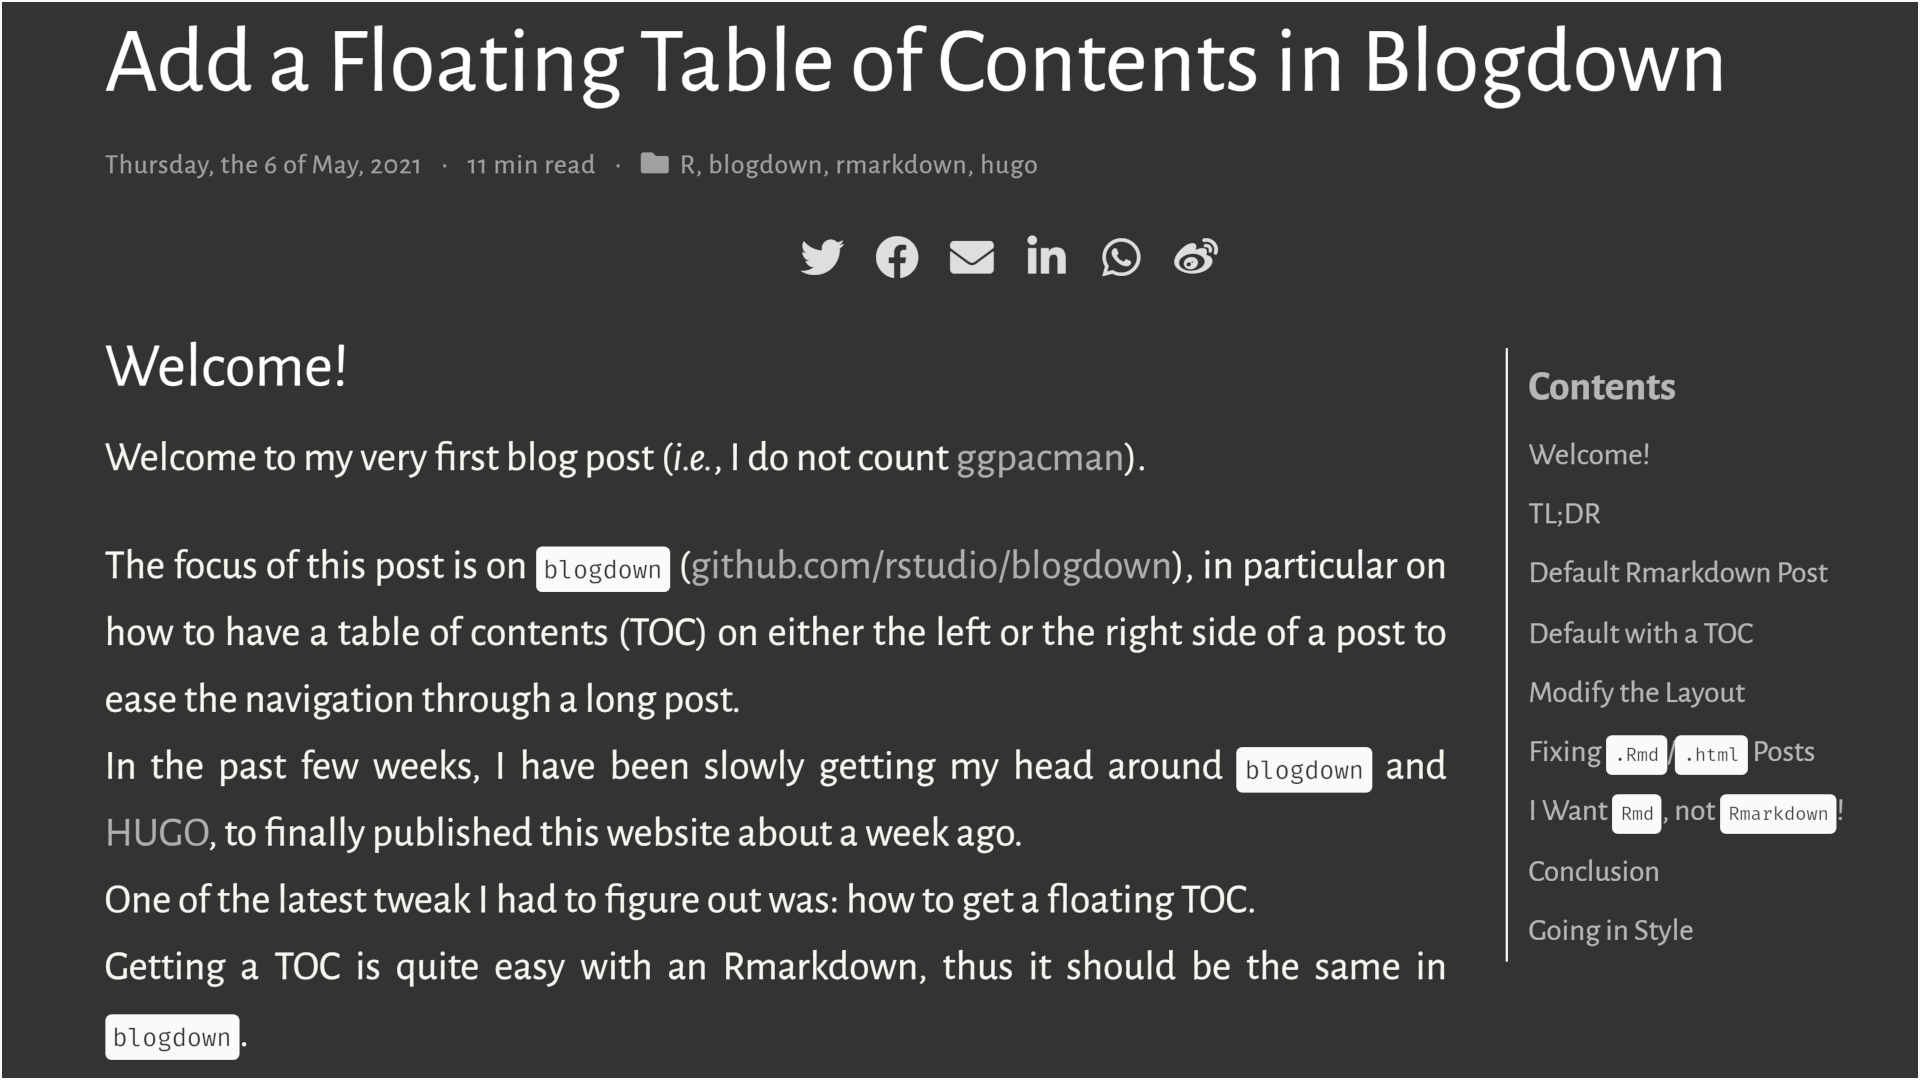 Add a Floating Table of Contents in Blogdown
Thursday, the 6 of May, 2021 · 11 min read · R, blogdown, rmarkdown, hugo
Welcome!
Welcome to my very first blog post (i.e., I do not count ggpacman).
The focus of this post is on blogdown (github.com/rstudio/blogdown), in particular on
how to have a table of contents (TOC) on either the left or the right side of a post to
ease the navigation through a long post.
In the past few weeks, I have been slowly getting my head around blogdown and
HUGO, to finally published this website about a week ago.
One of the latest tweak I had to figure out was: how to get a floating TOC.
Getting a TOC is quite easy with an Rmarkdown, thus it should be the same in
blogdown.
Contents
Welcome!
TL;DR
Default Rmarkdown Post
Default with a TOC
Modify the Layout
Fixing .Rmd/.html Posts
I Want Rmd, not Rmarkdown!
Conclusion
Going in Style